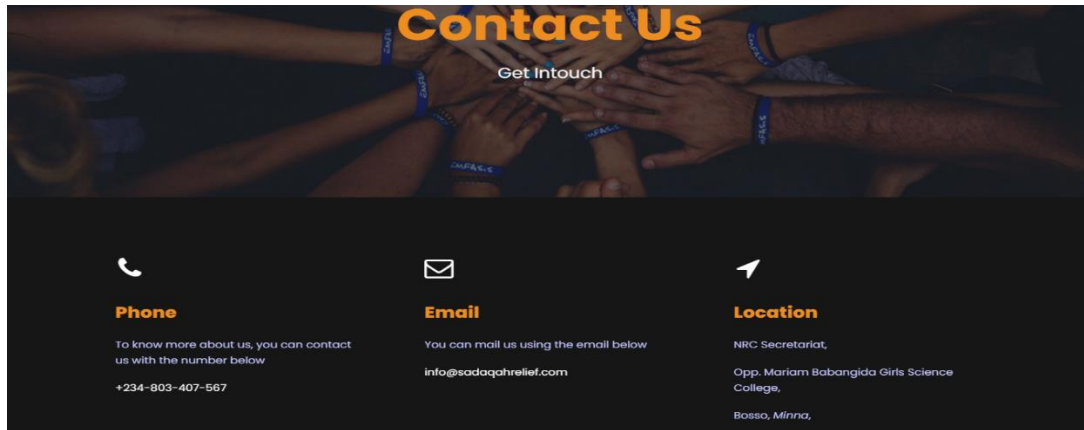 Contact Us
Get Intouch
EMFASIS
Phone
To know more about us, you can contact
us with the number below
+234-803-407-567
Email
You can mail us using the email below
info@sadaqahrelief.com
Location
NRC Secretariat,
Opp. Mariam Babangida Girls Science
College,
Bosso, Minna,